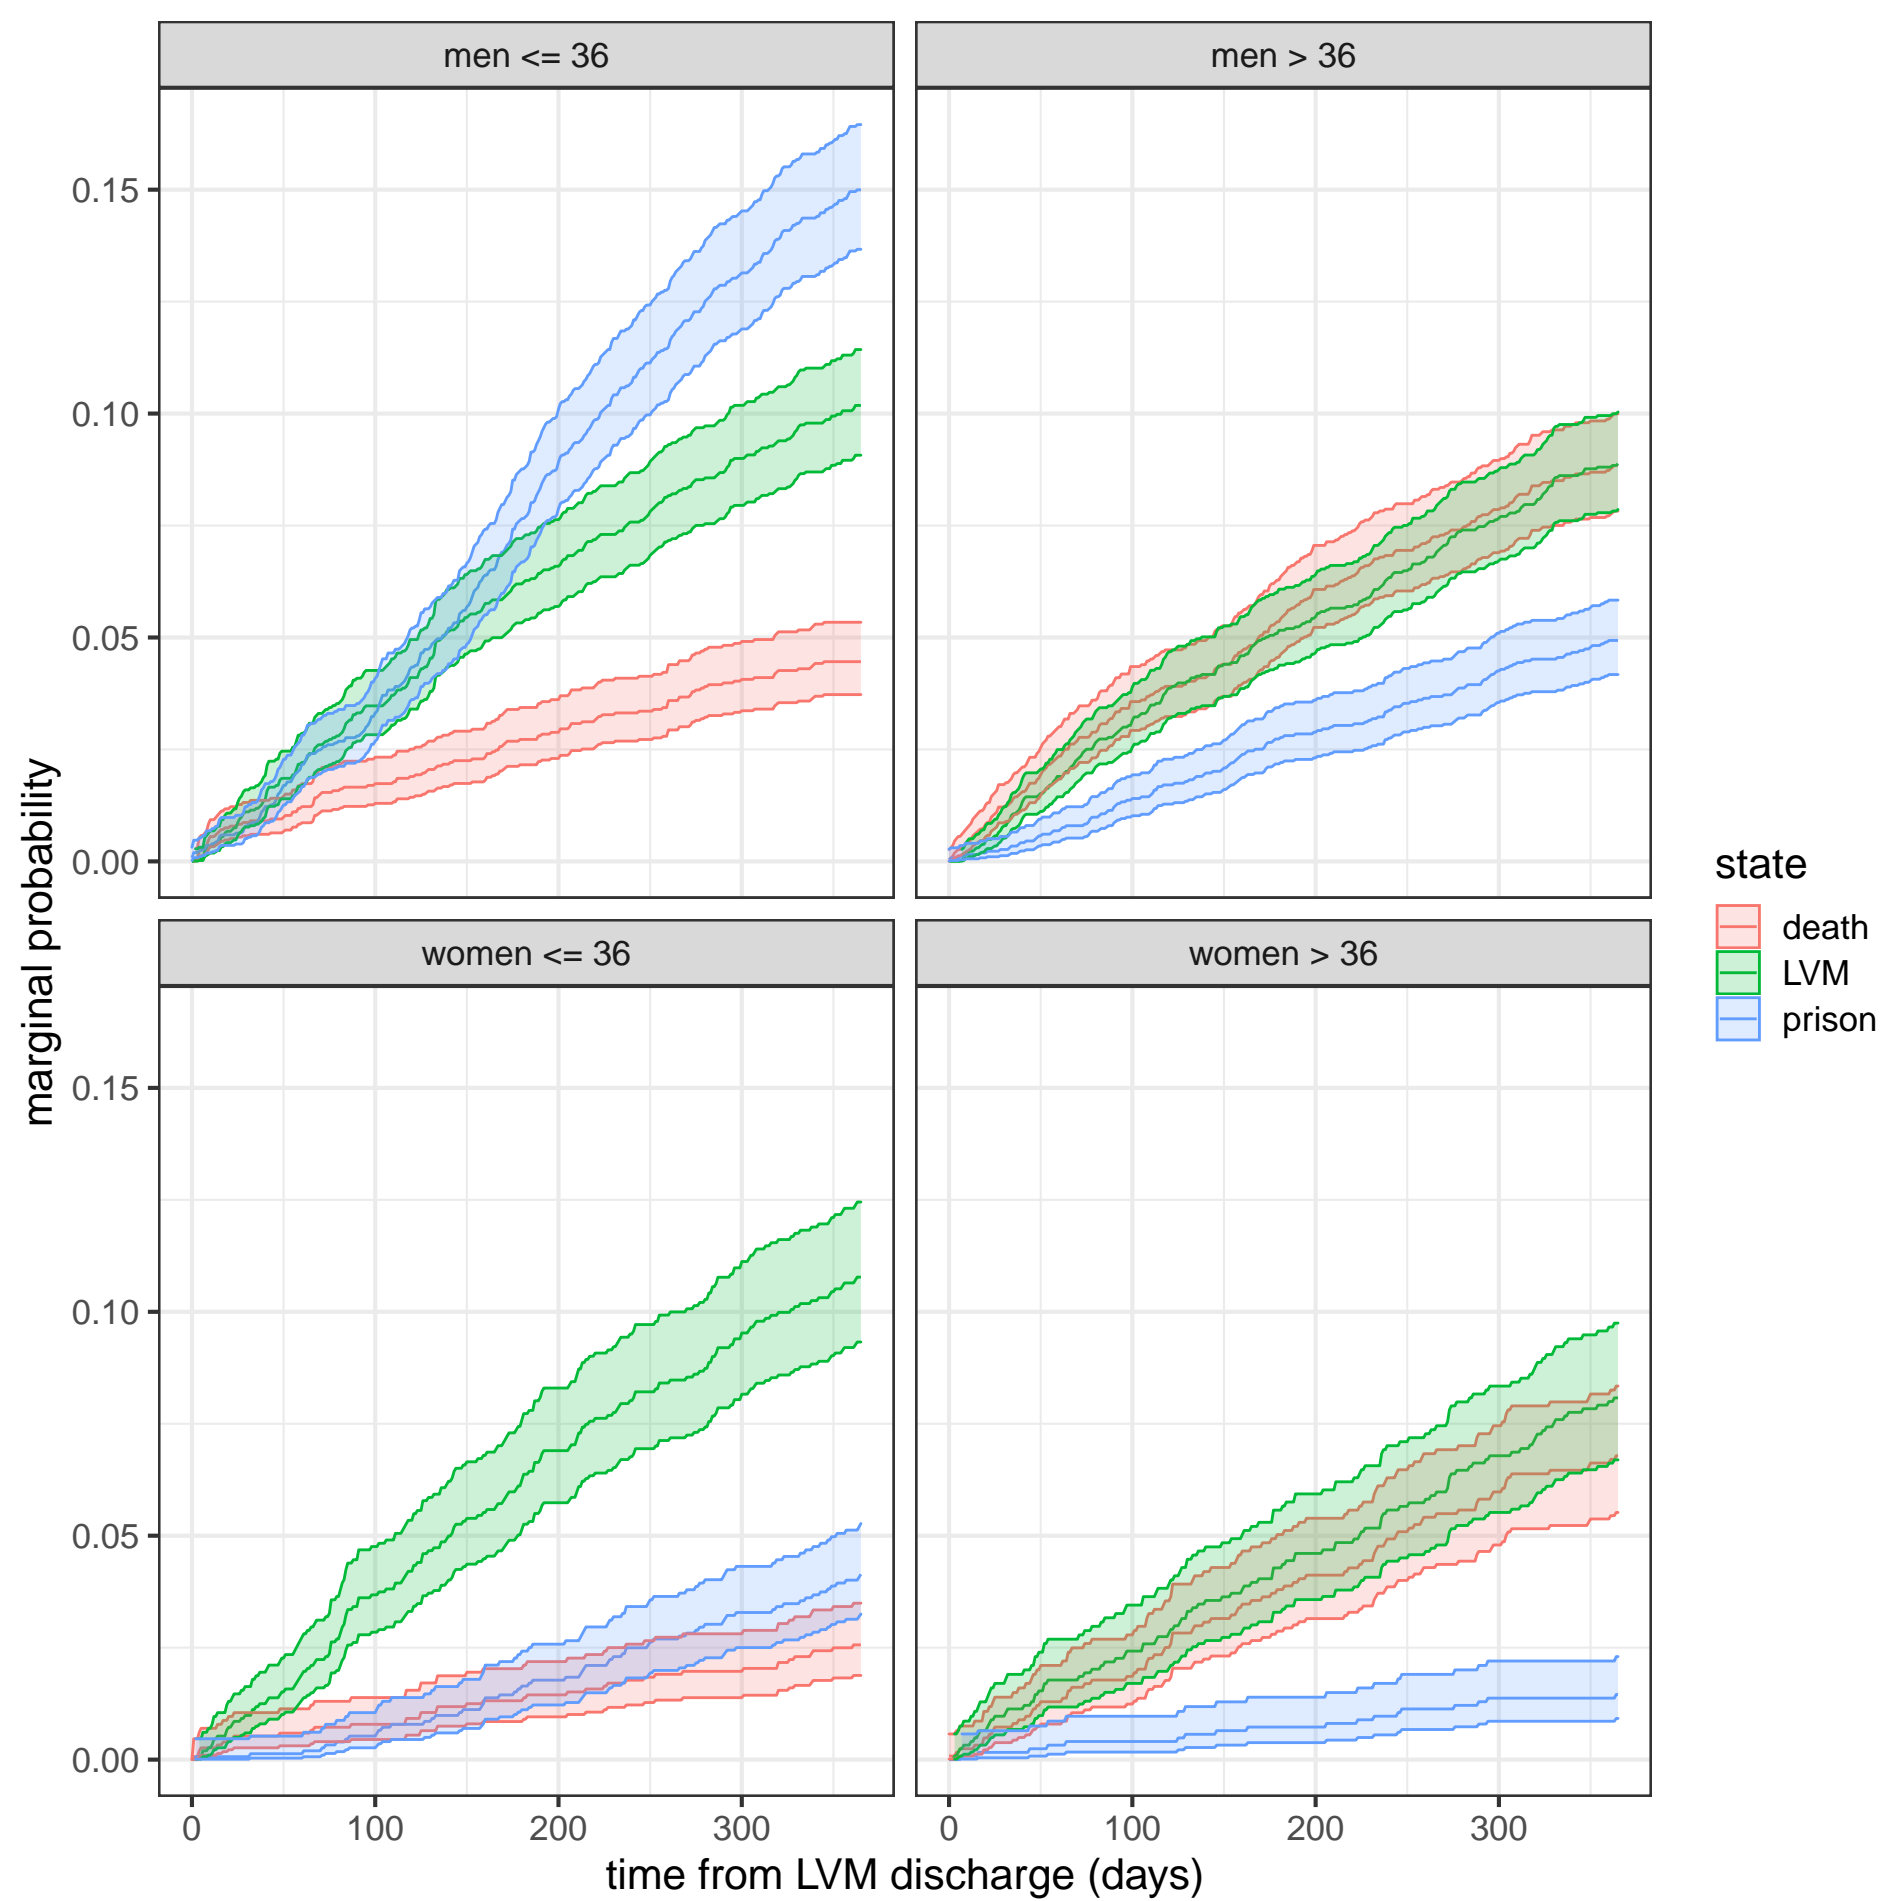 men <= 36
men > 36
0.15
0.10
0.05
0.00
women <= 36
women > 36
0.15
0.10
0.05
0.00
0 100 200 300
0 100 200 300
time from LVM discharge (days)
marginal probability
state
death
LVM
prison